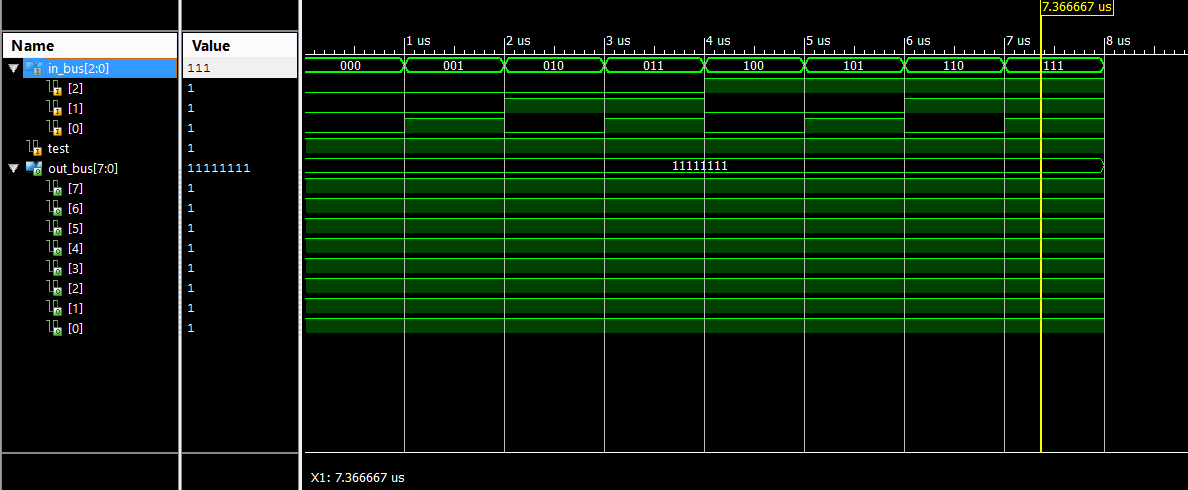 7.366667 us
Name Value
1 us 2 us 3 us 4 us 5 us 6 us 7 us 8 us
in_bus[2:0] 111 000 001 010 011 100 101 110 111
[2] 1
[1] 1
[0] 1
test 1
out_bus[7:0] 11111111 11111111
[7] 1
[6] 1
[5] 1
[4] 1
[3] 1
[2] 1
[1] 1
[0] 1
X1: 7.366667 us